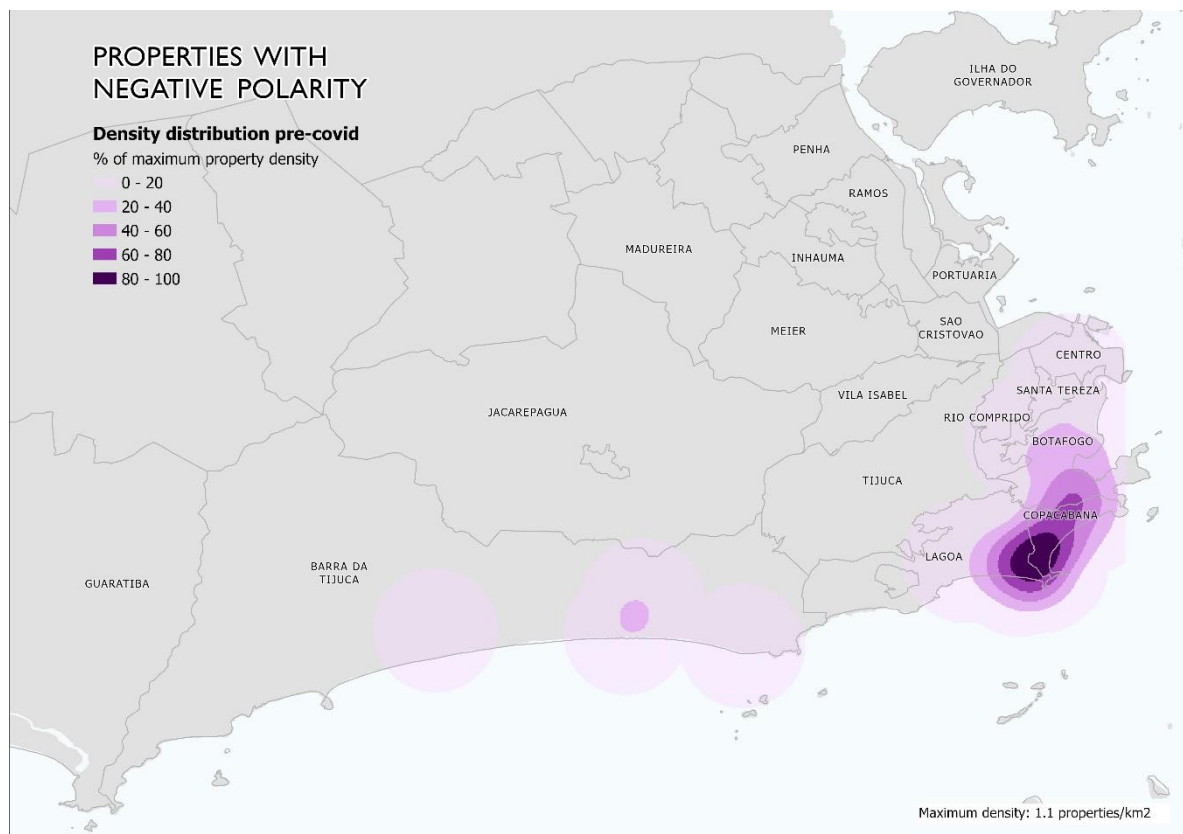 PROPERTIES WITH
NEGATIVE POLARITY
Density distribution pre-covid
% of maximum property density
0 - 20
20 - 40
40 - 60
60 - 80
80 - 100
ILHA DO
GOVERNADOR
PENHA
RAMOS
MADUREIRA
INHAUMA
PORTUARIA
MEIER
SAO
CRISTOVAO
CENTRO
VILA ISABEL
SANTA TEREZA
JACAREPAGUA
RIO COMPRIDO
BOTAFOGO
TIJUCA
COPACABANA
LAGOA
BARRA DA
TIJUCA
GUARATIBA
Maximum density: 1.1 properties/km2